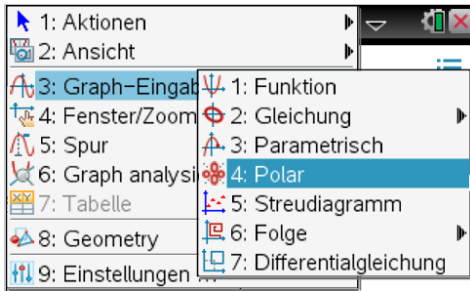 1: Aktionen
2: Ansicht
3: Graph-Eingab
4: Fenster/Zoom
5: Spur
6: Graph analysi
7: Tabelle
8: Geometry
9: Einstellungen ...
1: Funktion
2: Gleichung
3: Parametrisch
4: Polar
5: Streudiagramm
6: Folge
7: Differentialgleichung